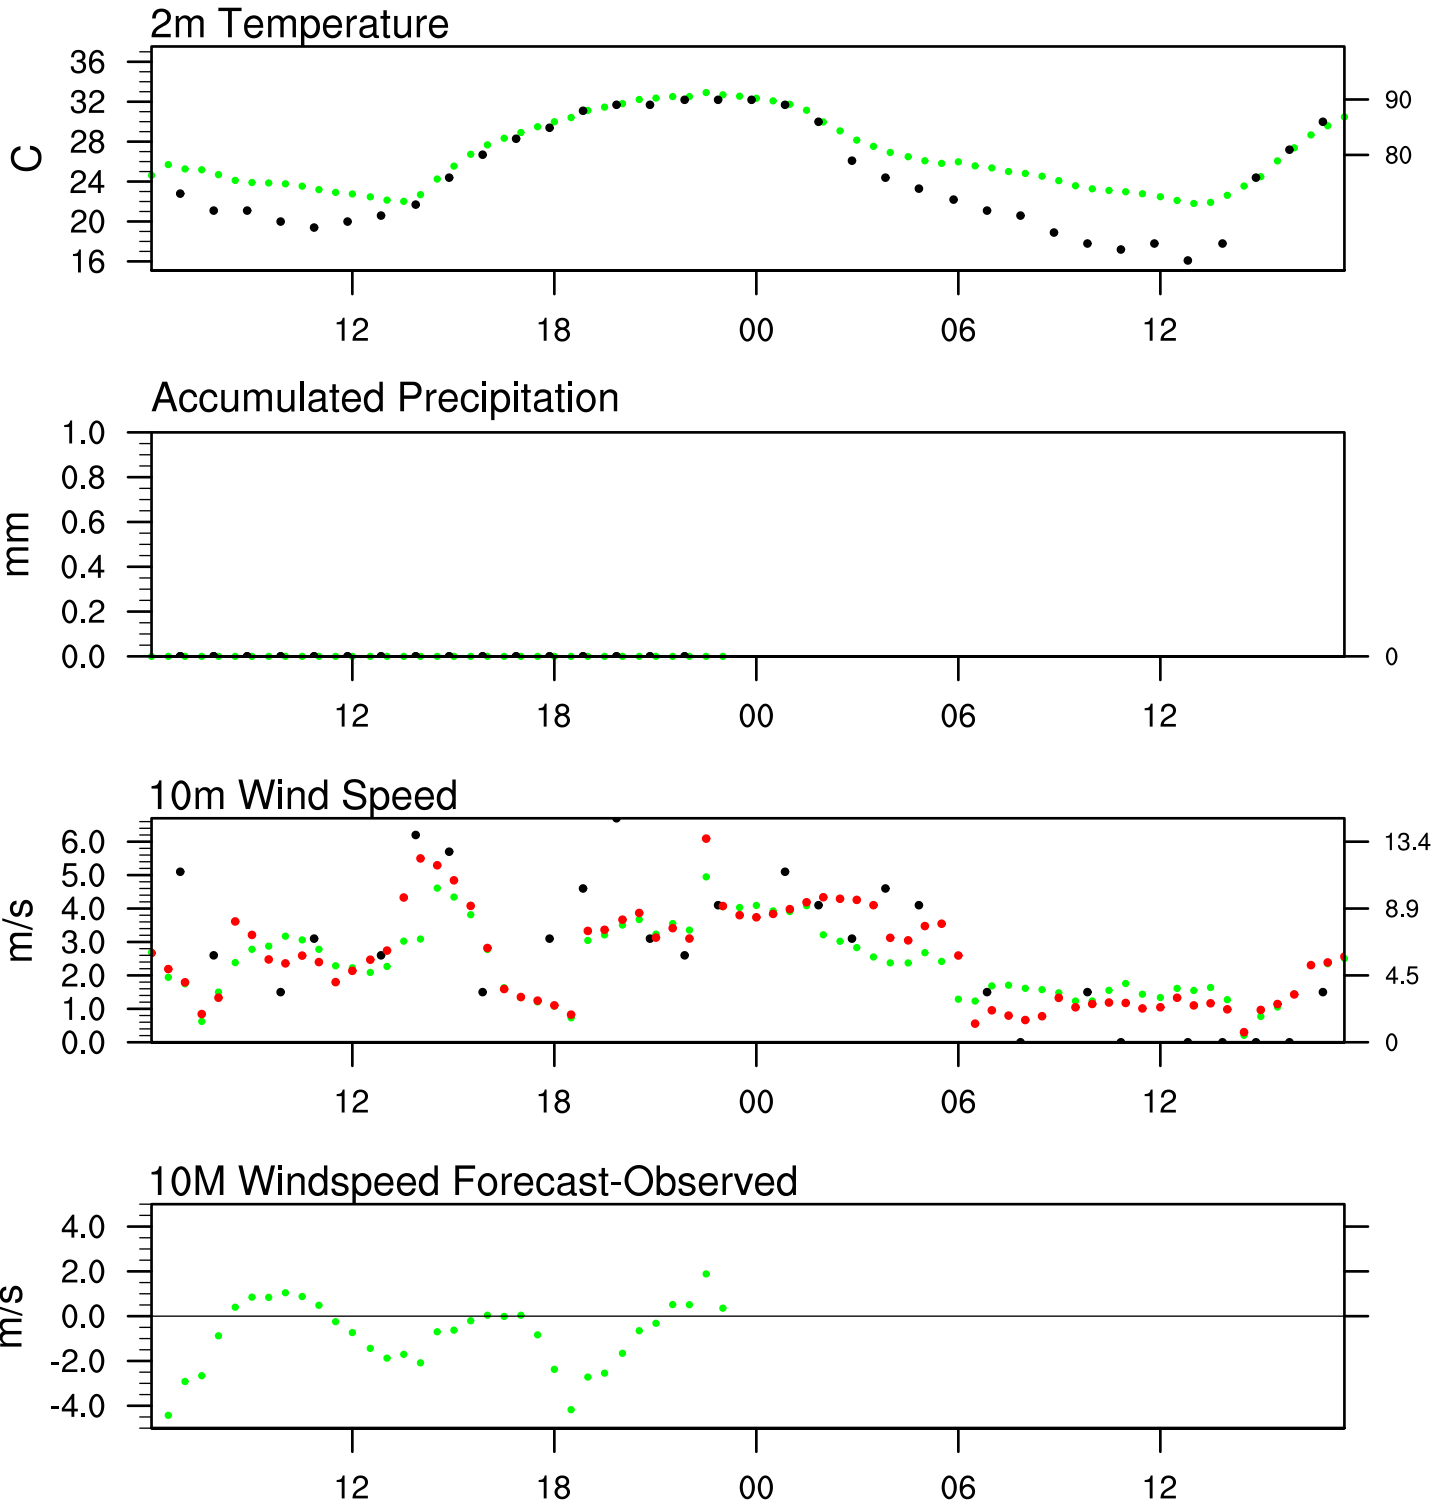 2m Temperature
36
32
28
24
20
16
C
90
80
12 18 00 06 12
Accumulated Precipitation
1.0
0.8
0.6
0.4
0.2
0.0
mm
0
12 18 00 06 12
10m Wind Speed
6.0
5.0
4.0
3.0
2.0
1.0
0.0
m/s
13.4
8.9
4.5
0
12 18 00 06 12
10M Windspeed Forecast-Observed
4.0
2.0
0.0
-2.0
-4.0
m/s
12 18 00 06 12